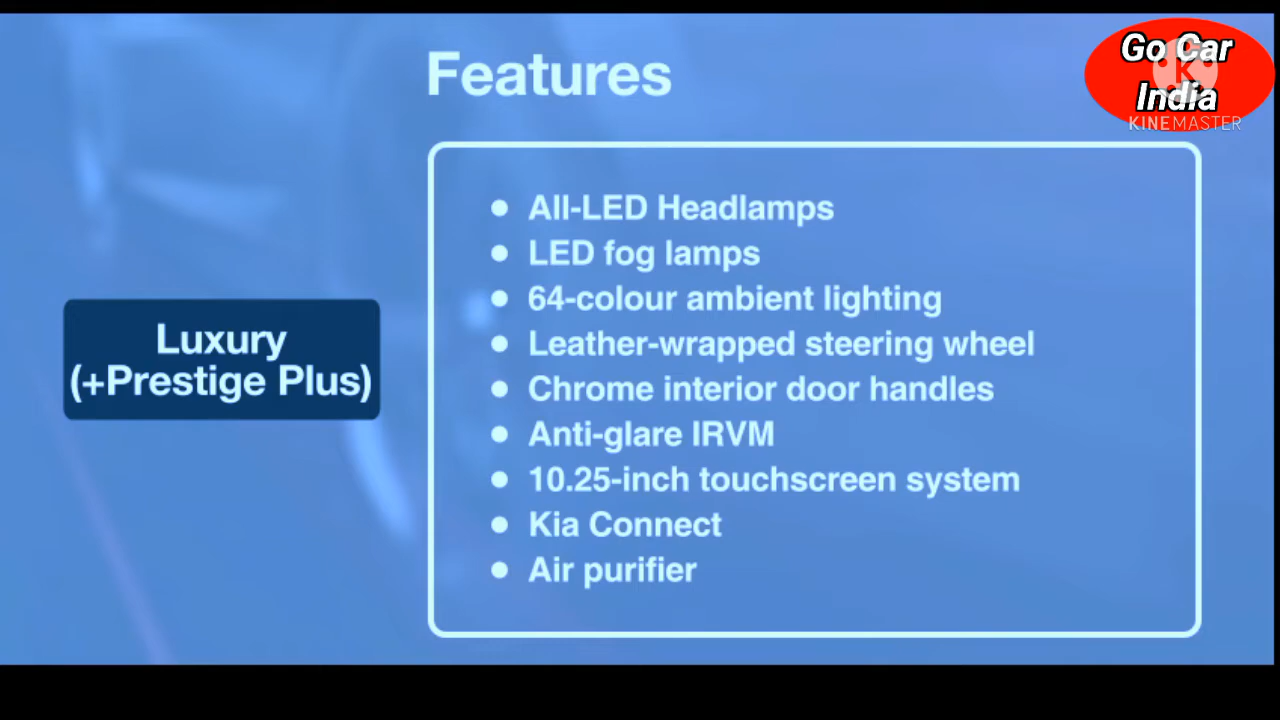 Features
Go Car
India
KINEMASTER
Luxury
(+Prestige Plus)
● All-LED Headlamps
● LED fog lamps
● 64-colour ambient lighting
● Leather-wrapped steering wheel
● Chrome interior door handles
● Anti-glare IRVM
● 10.25-inch touchscreen system
● Kia Connect
● Air purifier